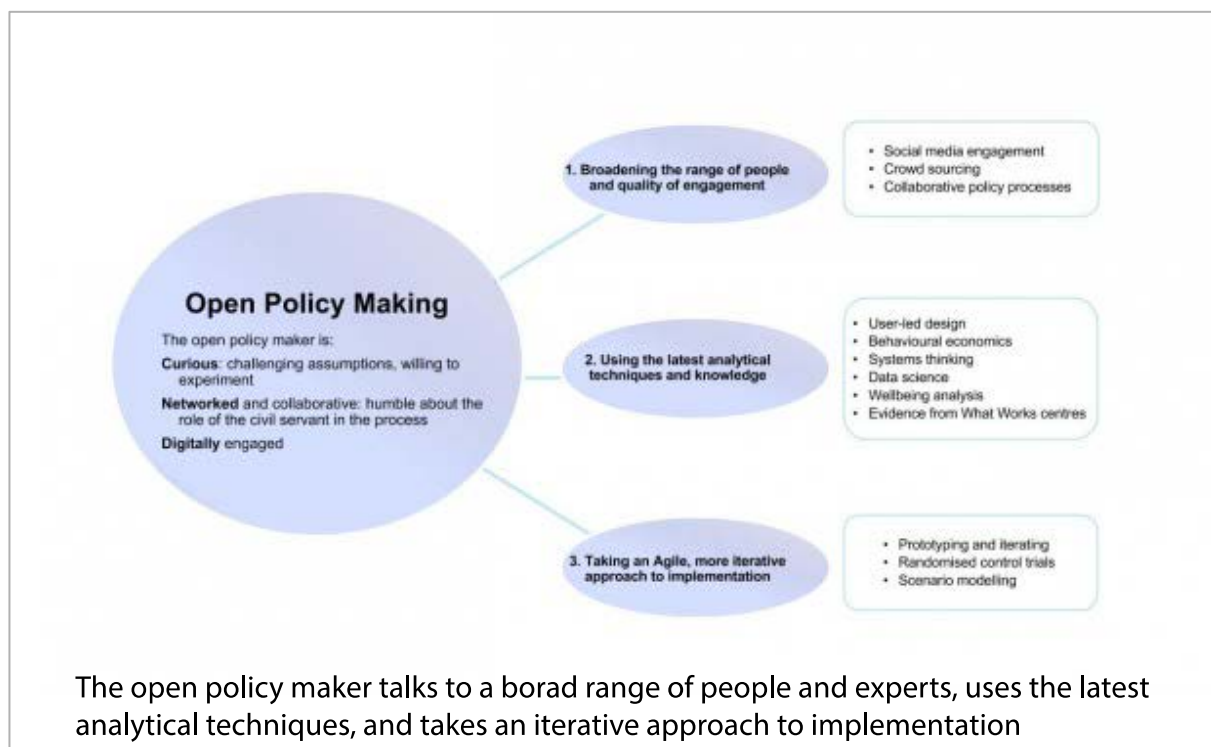 Open Policy Making
The open policy maker is:
Curious: challenging assumptions, willing to
experiment
Networked and collaborative: humble about the
role of the civil servant in the process
Digitally engaged
1. Broadening the range of people
and quality of engagement
• Social media engagement
• Crowd sourcing
• Collaborative policy processes
2. Using the latest analytical
techniques and knowledge
• User-led design
• Behavioural economics
• Systems thinking
• Data science
• Wellbeing analysis
• Evidence from What Works centres
3. Taking an Agile, more iterative
approach to implementation
• Prototyping and iterating
• Randomised control trials
• Scenario modelling
The open policy maker talks to a borad range of people and experts, uses the latest
analytical techniques, and takes an iterative approach to implementation